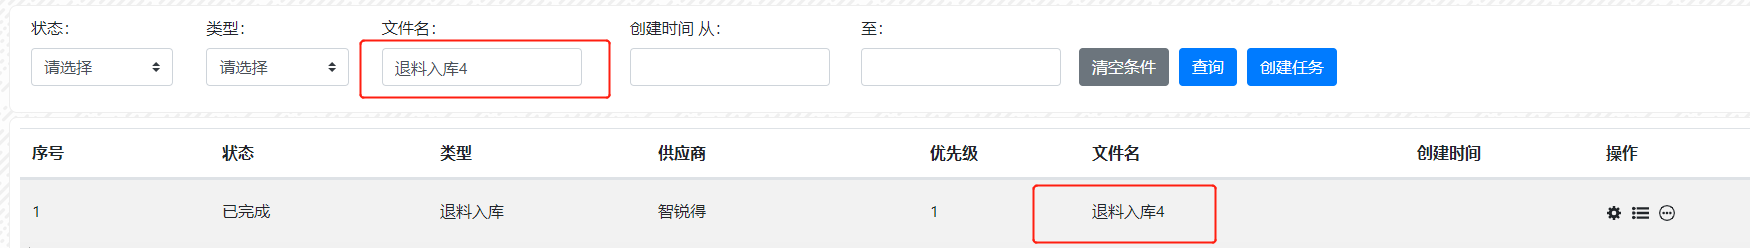 状态： 类型： 文件名： 创建时间 从： 至：
请选择 请选择 退料入库4 清空条件 查询 创建任务
序号 状态 类型 供应商 优先级 文件名 创建时间 操作
1 已完成 退料入库 智锐得 1 退料入库4